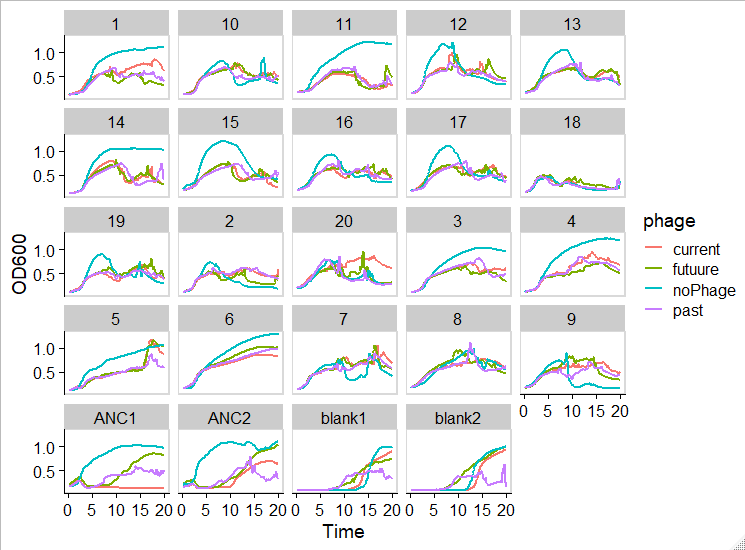 1 10 11 12 13
1.0
0.5
14 15 16 17 18
1.0
0.5
19 2 20 3 4
1.0
0.5
5 6 7 8 9
1.0
0.5
0 5 10 15 20
ANC1 ANC2 blank1 blank2
1.0
0.5
0 5 10 15 20 0 5 10 15 20 0 5 10 15 20 0 5 10 15 20
Time
OD600
phage
current
futuure
noPhage
past